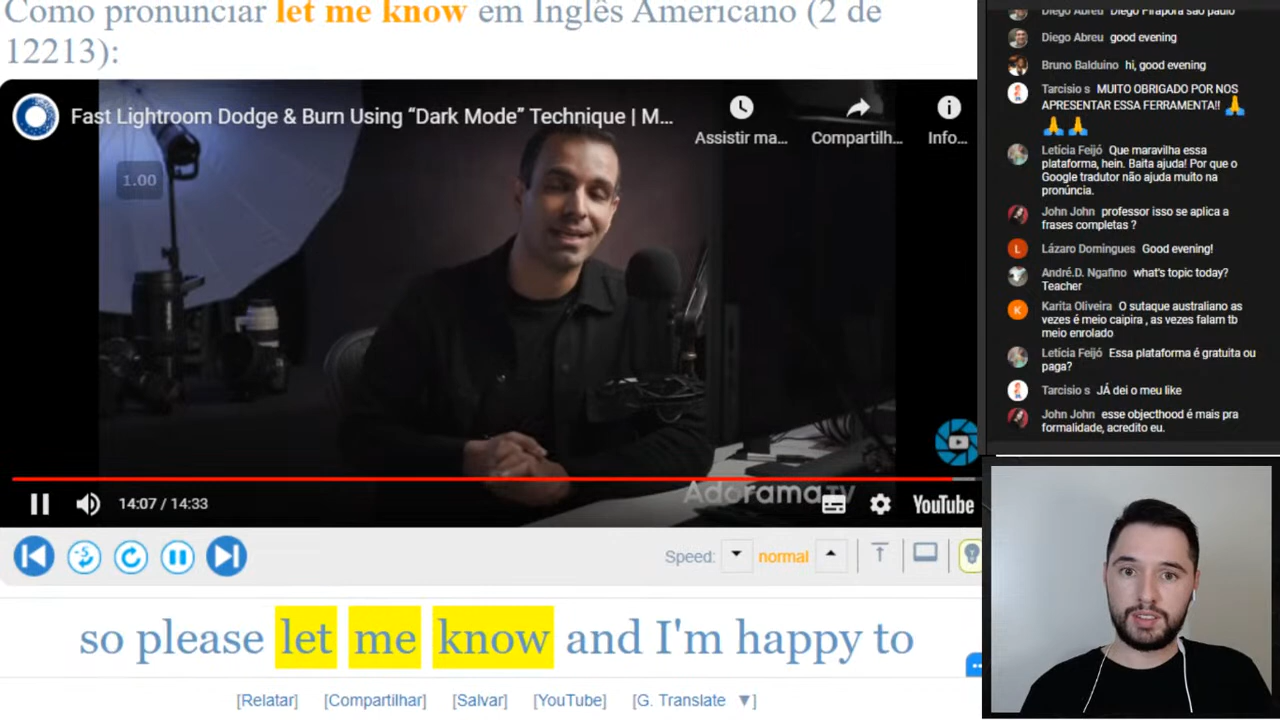 Como pronunciar let me know em Inglês Americano (2 de
12213):
Fast Lightroom Dodge & Burn Using “Dark Mode” Technique | M...
Assistir ma...
Compartilh...
Info...
1.00
14:07 / 14:33
Adorama TV
YouTube
Speed:
normal
so please let me know and I'm happy to
[Relatar] [Compartilhar] [Salvar] [YouTube] [G. Translate ▼]
Diego Abreu Diego Pirapora são paulo
Diego Abreu good evening
Bruno Balduino hi, good evening
Tarcisio s MUITO OBRIGADO POR NOS
APRESENTAR ESSA FERRAMENTA!! 🙏
🙏 🙏
Letícia Feijó Que maravilha essa
plataforma, hein. Baita ajuda! Por que o
Google tradutor não ajuda muito na
pronúncia.
John John professor isso se aplica a
frases completas ?
L
Lázaro Domingues Good evening!
André.D. Ngafino what's topic today?
Teacher
K
Karita Oliveira O sutaque australiano as
vezes é meio caipira , as vezes falam tb
meio enrolado
Letícia Feijó Essa plataforma é gratuita ou
paga?
Tarcisio s JÁ dei o meu like
John John esse objecthood é mais pra
formalidade, acredito eu.